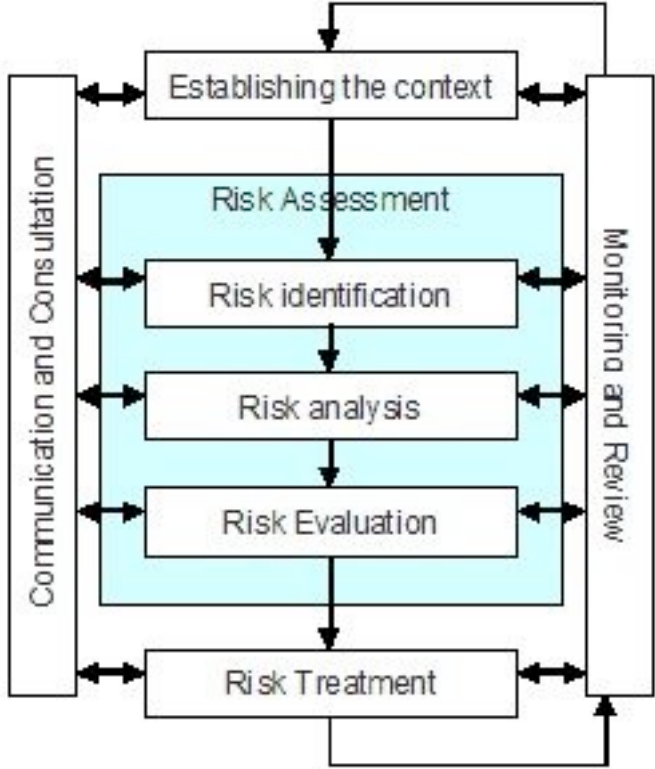 Establishing the context
Risk Assessment
Risk identification
Risk analysis
Risk Evaluation
Risk Treatment
Communication and Consultation
Monitoring and Review